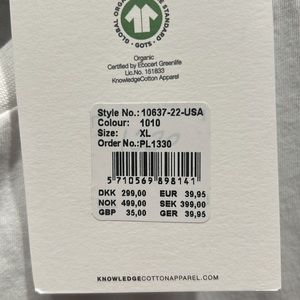 GLOBAL ORGANIC STANDARD
· GOTS ·
Organic
Certified by Ecocert Greenlife
Lic.No. 151633
KnowledgeCotton Apparel
Style No.: 10637-22-USA
Colour: 1010
Size: XL
Order No.: PL1330
5 710569 898141
DKK 299,00 EUR 39,95
NOK 499,00 SEK 399,00
GBP 35,00 GER 39,95
KNOWLEDGECOTTONAPPAREL.COM